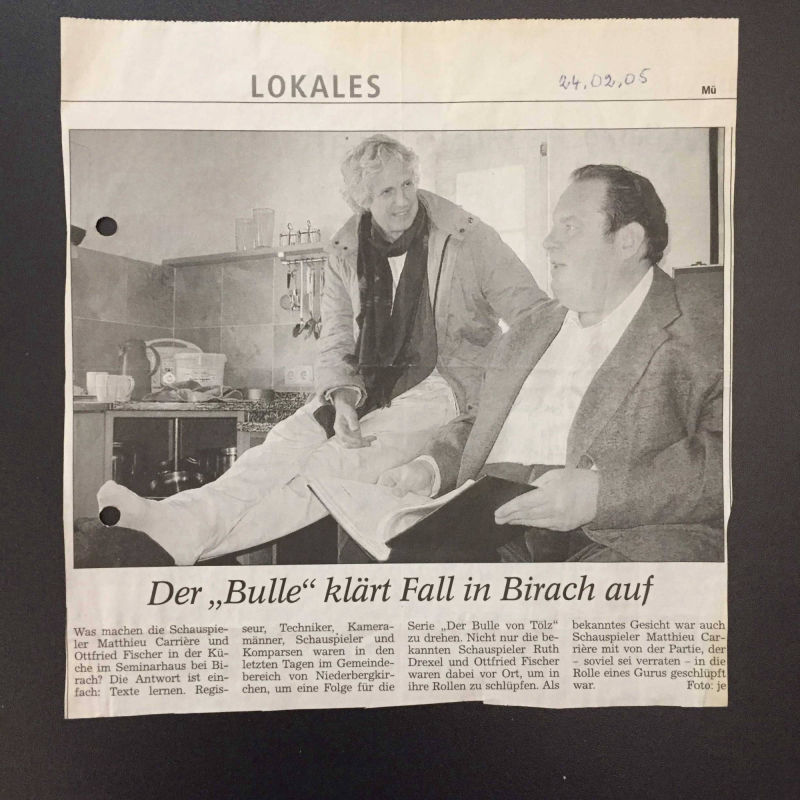 LOKALES
24.02.05
Mü
Der „Bulle“ klärt Fall in Birach auf
Was machen die Schauspie-
ler Matthieu Carrière und
Ottfried Fischer in der Kü-
che im Seminarhaus bei Bi-
rach? Die Antwort ist ein-
fach: Texte lernen. Regis-
seur, Techniker, Kamera-
männer, Schauspieler und
Komparsen waren in den
letzten Tagen im Gemeinde-
bereich von Niederbergkir-
chen, um eine Folge für die
Serie „Der Bulle von Tölz“
zu drehen. Nicht nur die be-
kannten Schauspieler Ruth
Drexel und Ottfried Fischer
waren dabei vor Ort, um in
ihre Rollen zu schlüpfen. Als
bekanntes Gesicht war auch
Schauspieler Matthieu Car-
rière mit von der Partie, der
– soviel sei verraten – in die
Rolle eines Gurus geschlüpft
war. Foto: je